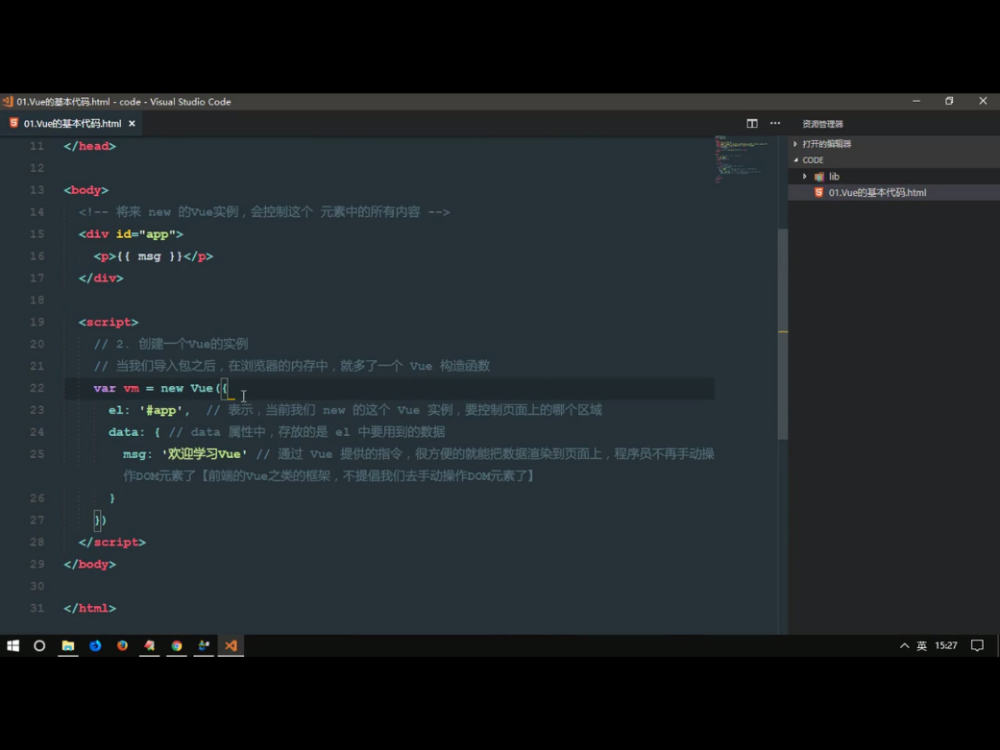 01.Vue的基本代码.html - code - Visual Studio Code
01.Vue的基本代码.html
资源管理器
打开的编辑器
CODE
lib
01.Vue的基本代码.html
11 </head>
12
13 <body>
14 <!-- 将来 new 的Vue实例，会控制这个 元素中的所有内容 -->
15 <div id="app">
16 <p>{{ msg }}</p>
17 </div>
18
19 <script>
20 // 2. 创建一个Vue的实例
21 // 当我们导入包之后，在浏览器的内存中，就多了一个 Vue 构造函数
22 var vm = new Vue({
23 el: '#app', // 表示，当前我们 new 的这个 Vue 实例，要控制页面上的哪个区域
24 data: { // data 属性中，存放的是 el 中要用到的数据
25 msg: '欢迎学习Vue' // 通过 Vue 提供的指令，很方便的就能把数据渲染到页面上，程序员不再手动操
作DOM元素了【前端的Vue之类的框架，不提倡我们去手动操作DOM元素了】
26 }
27 })
28 </script>
29 </body>
30
31 </html>
英 15:27